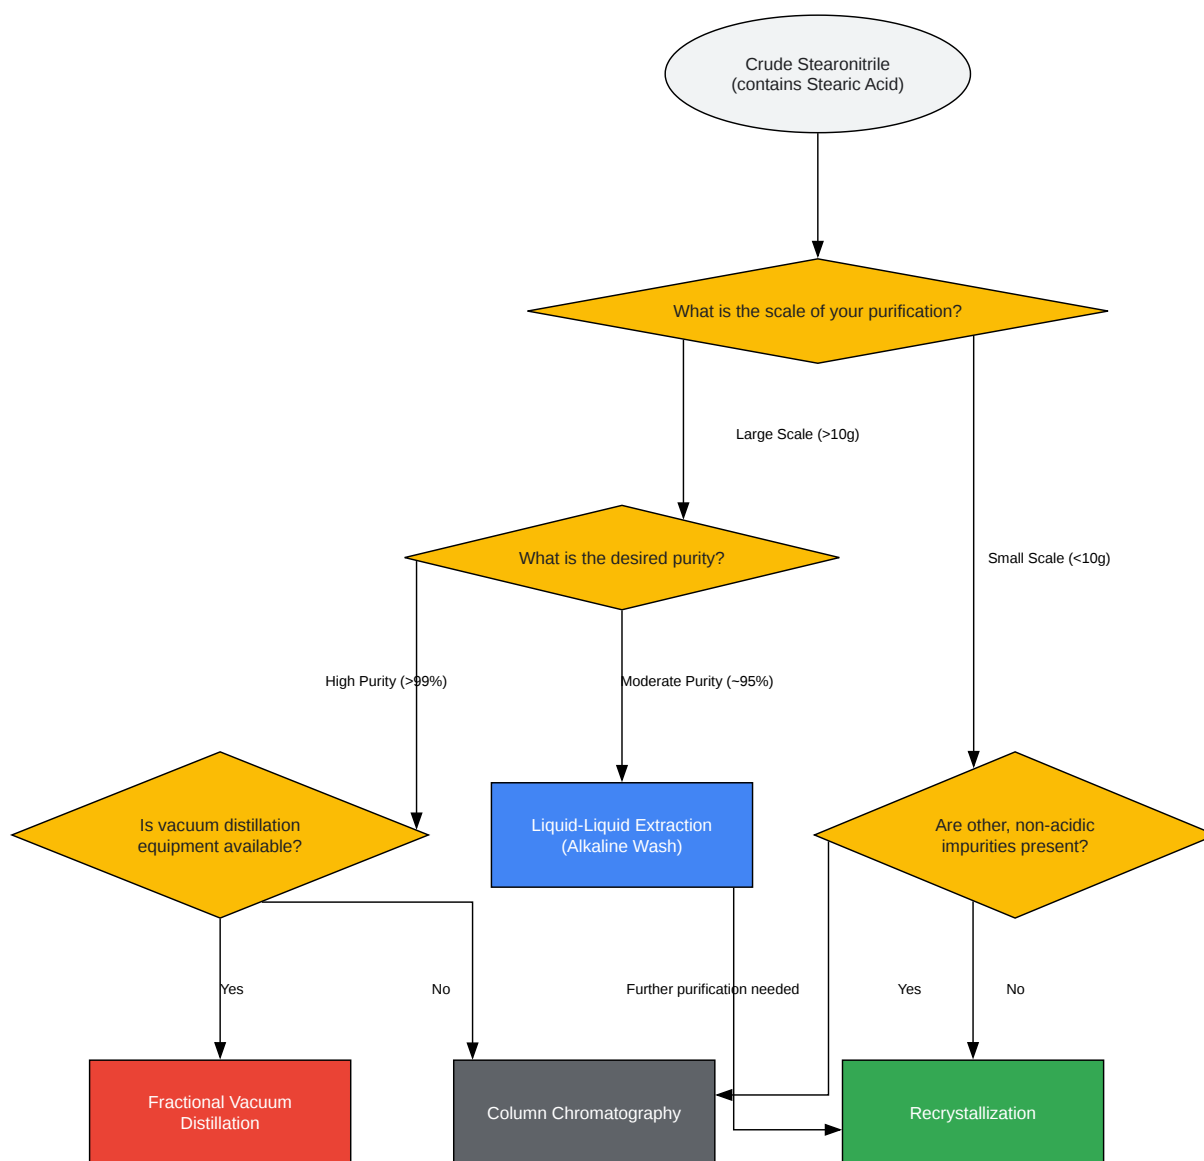 Crude Stearonitrile
(contains Stearic Acid)
What is the scale of your purification?
Large Scale (>10g)
What is the desired purity?
Small Scale (<10g)
High Purity (>99%)
Moderate Purity (~95%)
Is vacuum distillation
equipment available?
Liquid-Liquid Extraction
(Alkaline Wash)
Are other, non-acidic
impurities present?
Yes
No
Further purification needed
Yes
No
Fractional Vacuum
Distillation
Column Chromatography
Recrystallization